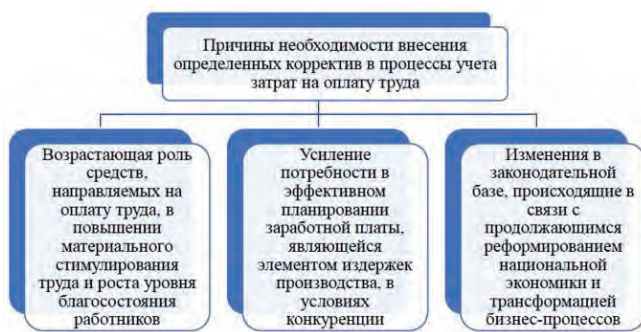 Причины необходимости внесения
определенных корректив в процессы учета
затрат на оплату труда
Возрастающая роль
средств,
направляемых на
оплату труда, в
повышении
материального
стимулирования
труда и роста уровня
благосостояния
работников
Усиление
потребности в
эффективном
планировании
заработной платы,
являющейся
элементом издержек
производства, в
условиях
конкуренции
Изменения в
законодательной
базе, происходящие в
связи с
продолжающимся
реформированием
национальной
экономики и
трансформацией
бизнес-процессов